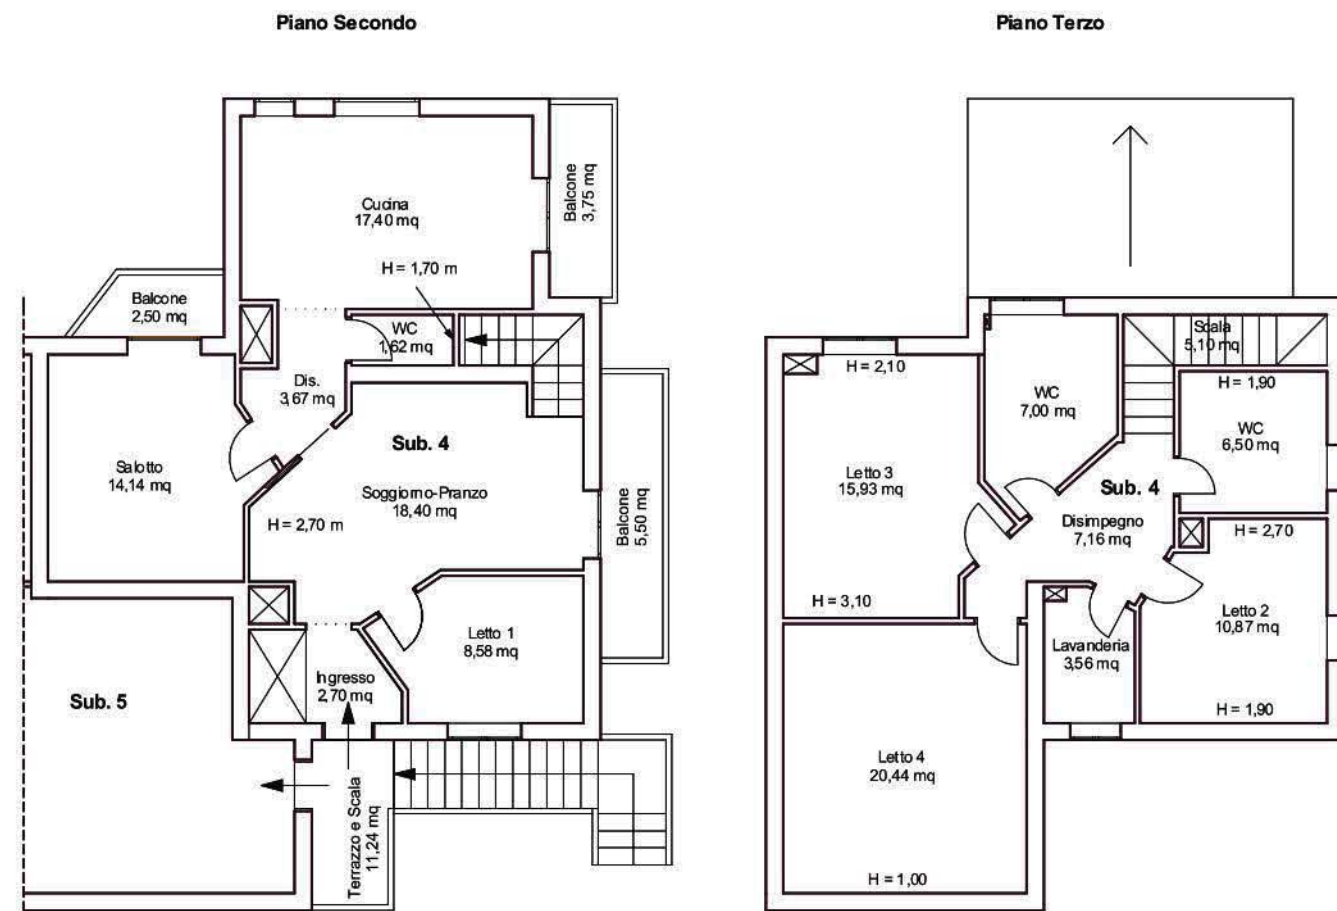 Piano Secondo
Cucina
17,40 mq
Balcone
3,75 mq
H = 1,70 m
Balcone
2,50 mq
WC
1,62 mq
Dis.
3,67 mq
Sub. 4
Salotto
14,14 mq
Soggiorno-Pranzo
18,40 mq
H = 2,70 m
Balcone
5,50 mq
Letto 1
8,58 mq
Ingresso
2,70 mq
Sub. 5
Terrazzo e Scala
11,24 mq
Piano Terzo
Scala
5,10 mq
H = 2,10
H = 1,90
WC
7,00 mq
WC
6,50 mq
Letto 3
15,93 mq
Sub. 4
Disimpegno
7,16 mq
H = 2,70
H = 3,10
Letto 2
10,87 mq
Lavanderia
3,56 mq
H = 1,90
Letto 4
20,44 mq
H = 1,00